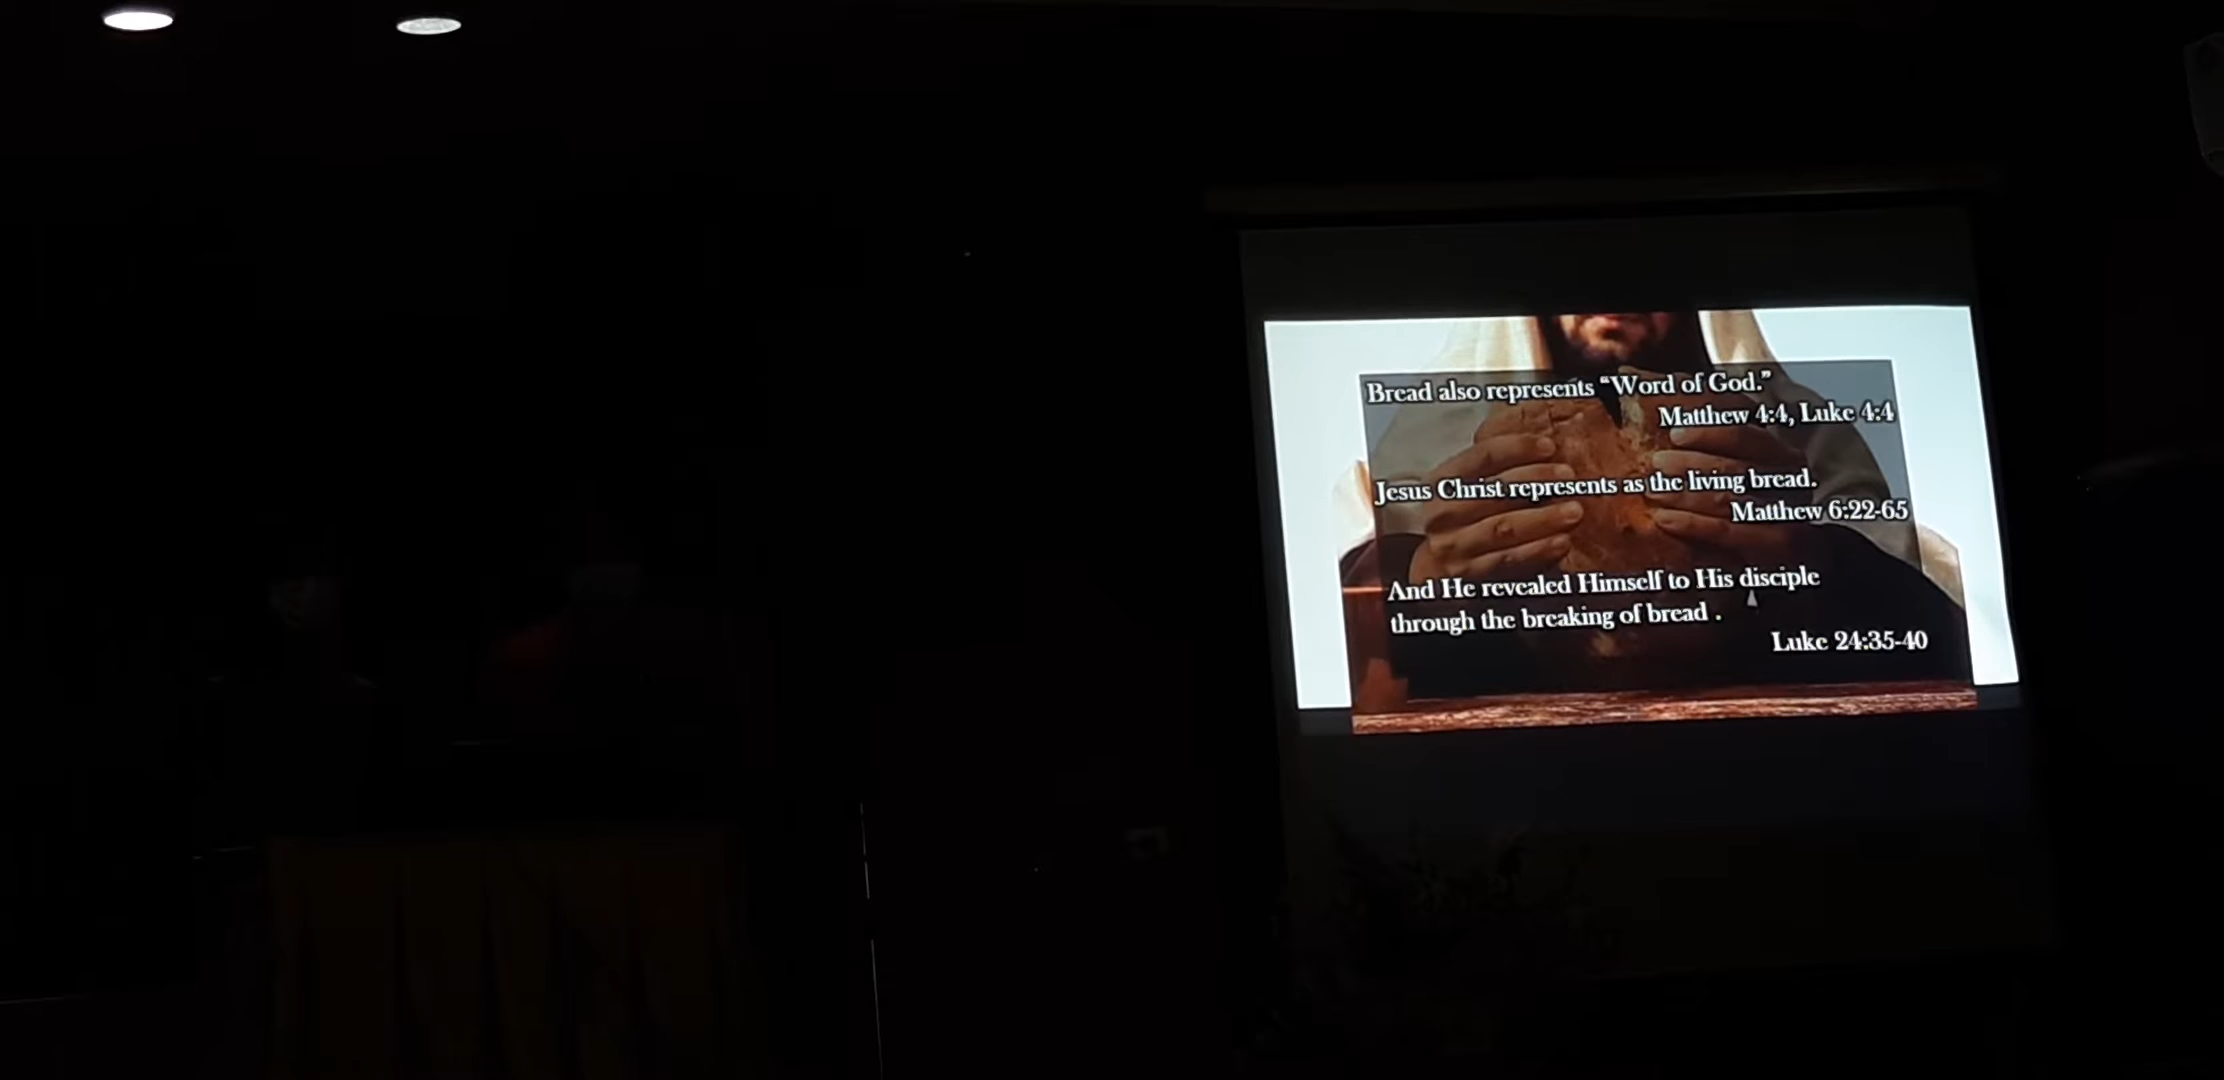 Bread also represents “Word of God.”
Matthew 4:4, Luke 4:4
Jesus Christ represents as the living bread.
Matthew 6:22-65
And He revealed Himself to His disciple
through the breaking of bread .
Luke 24:35-40